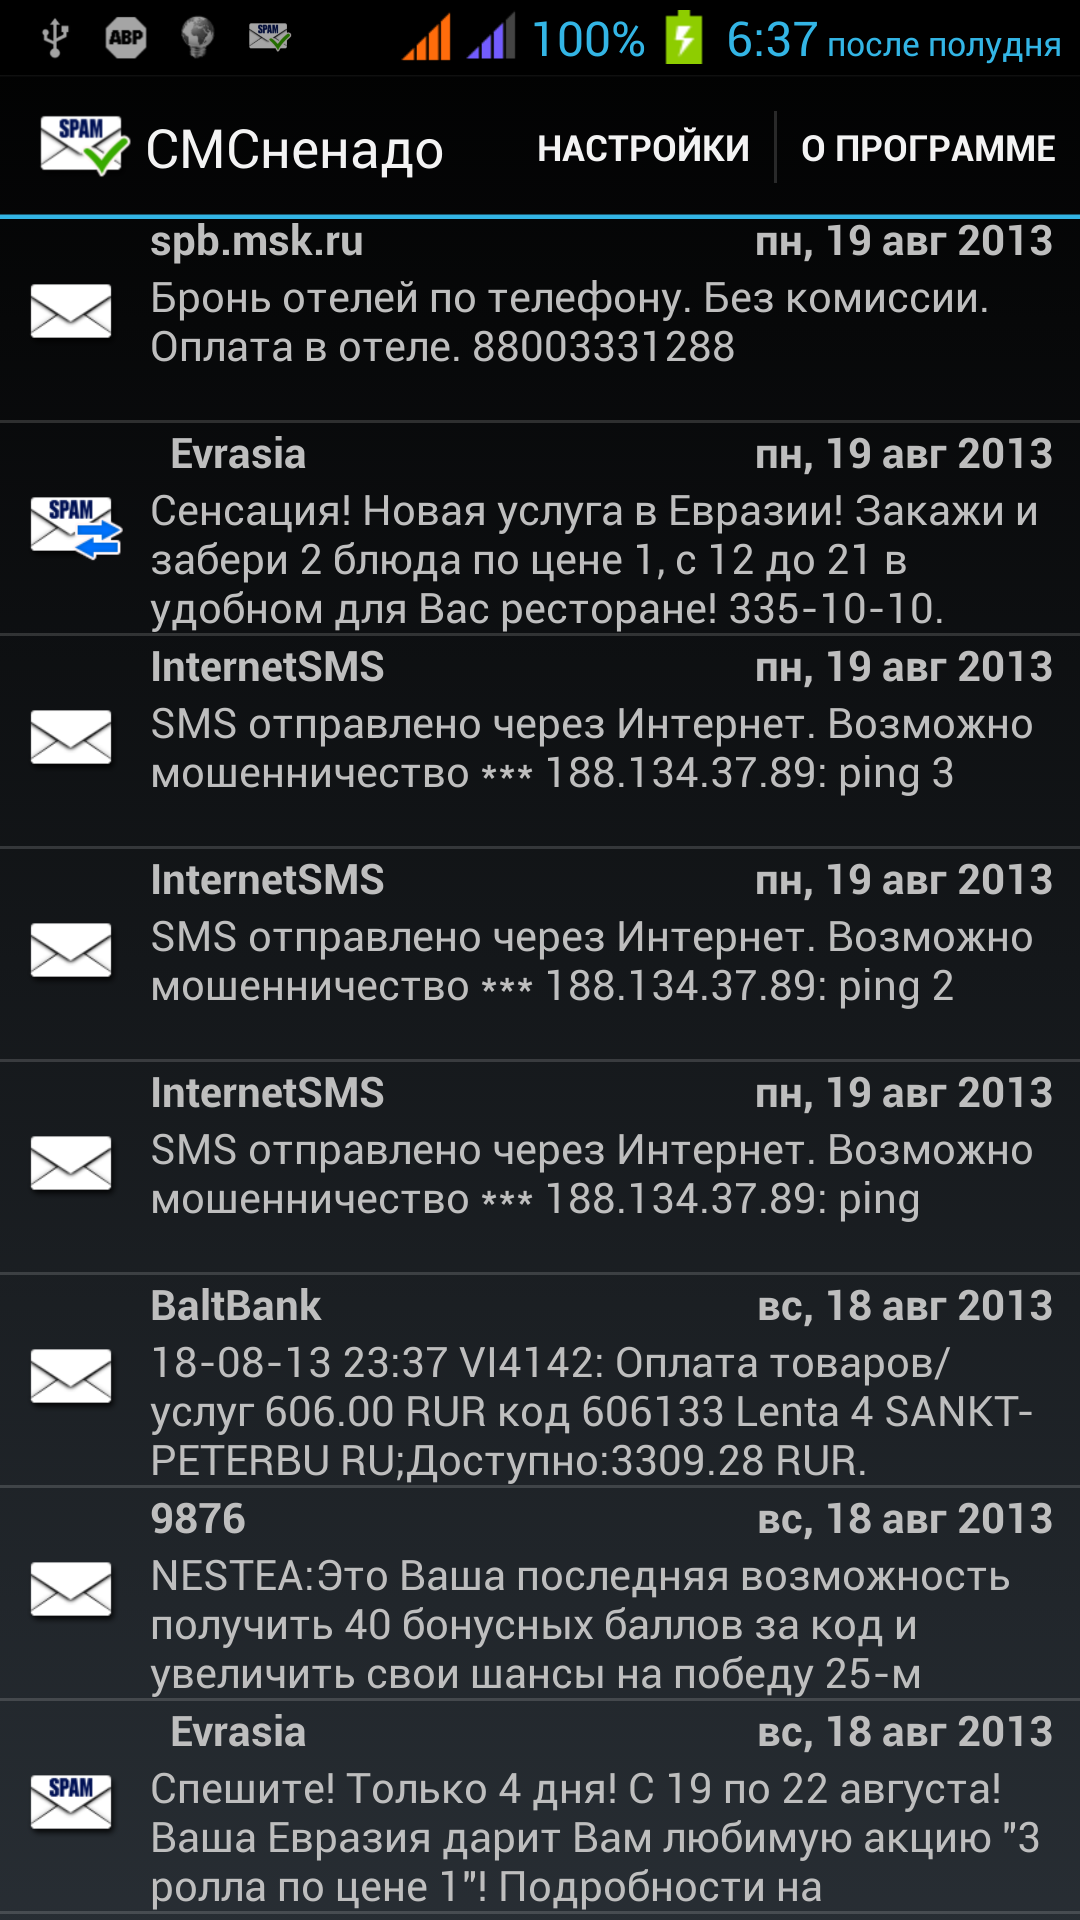 ABP
SPAM
100%
6:37 после полудня
SPAM
СМСненадо
НАСТРОЙКИ
О ПРОГРАММЕ
spb.msk.ru
пн, 19 авг 2013
Бронь отелей по телефону. Без комиссии.
Оплата в отеле. 88003331288
Evrasia
пн, 19 авг 2013
SPAM
Сенсация! Новая услуга в Евразии! Закажи и
забери 2 блюда по цене 1, с 12 до 21 в
удобном для Вас ресторане! 335-10-10.
InternetSMS
пн, 19 авг 2013
SMS отправлено через Интернет. Возможно
мошенничество *** 188.134.37.89: ping 3
InternetSMS
пн, 19 авг 2013
SMS отправлено через Интернет. Возможно
мошенничество *** 188.134.37.89: ping 2
InternetSMS
пн, 19 авг 2013
SMS отправлено через Интернет. Возможно
мошенничество *** 188.134.37.89: ping
BaltBank
вс, 18 авг 2013
18-08-13 23:37 VI4142: Оплата товаров/
услуг 606.00 RUR код 606133 Lenta 4 SANKT-
PETERBU RU;Доступно:3309.28 RUR.
9876
вс, 18 авг 2013
NESTEA:Это Ваша последняя возможность
получить 40 бонусных баллов за код и
увеличить свои шансы на победу 25-м
Evrasia
вс, 18 авг 2013
SPAM
Спешите! Только 4 дня! С 19 по 22 августа!
Ваша Евразия дарит Вам любимую акцию "3
ролла по цене 1"! Подробности на